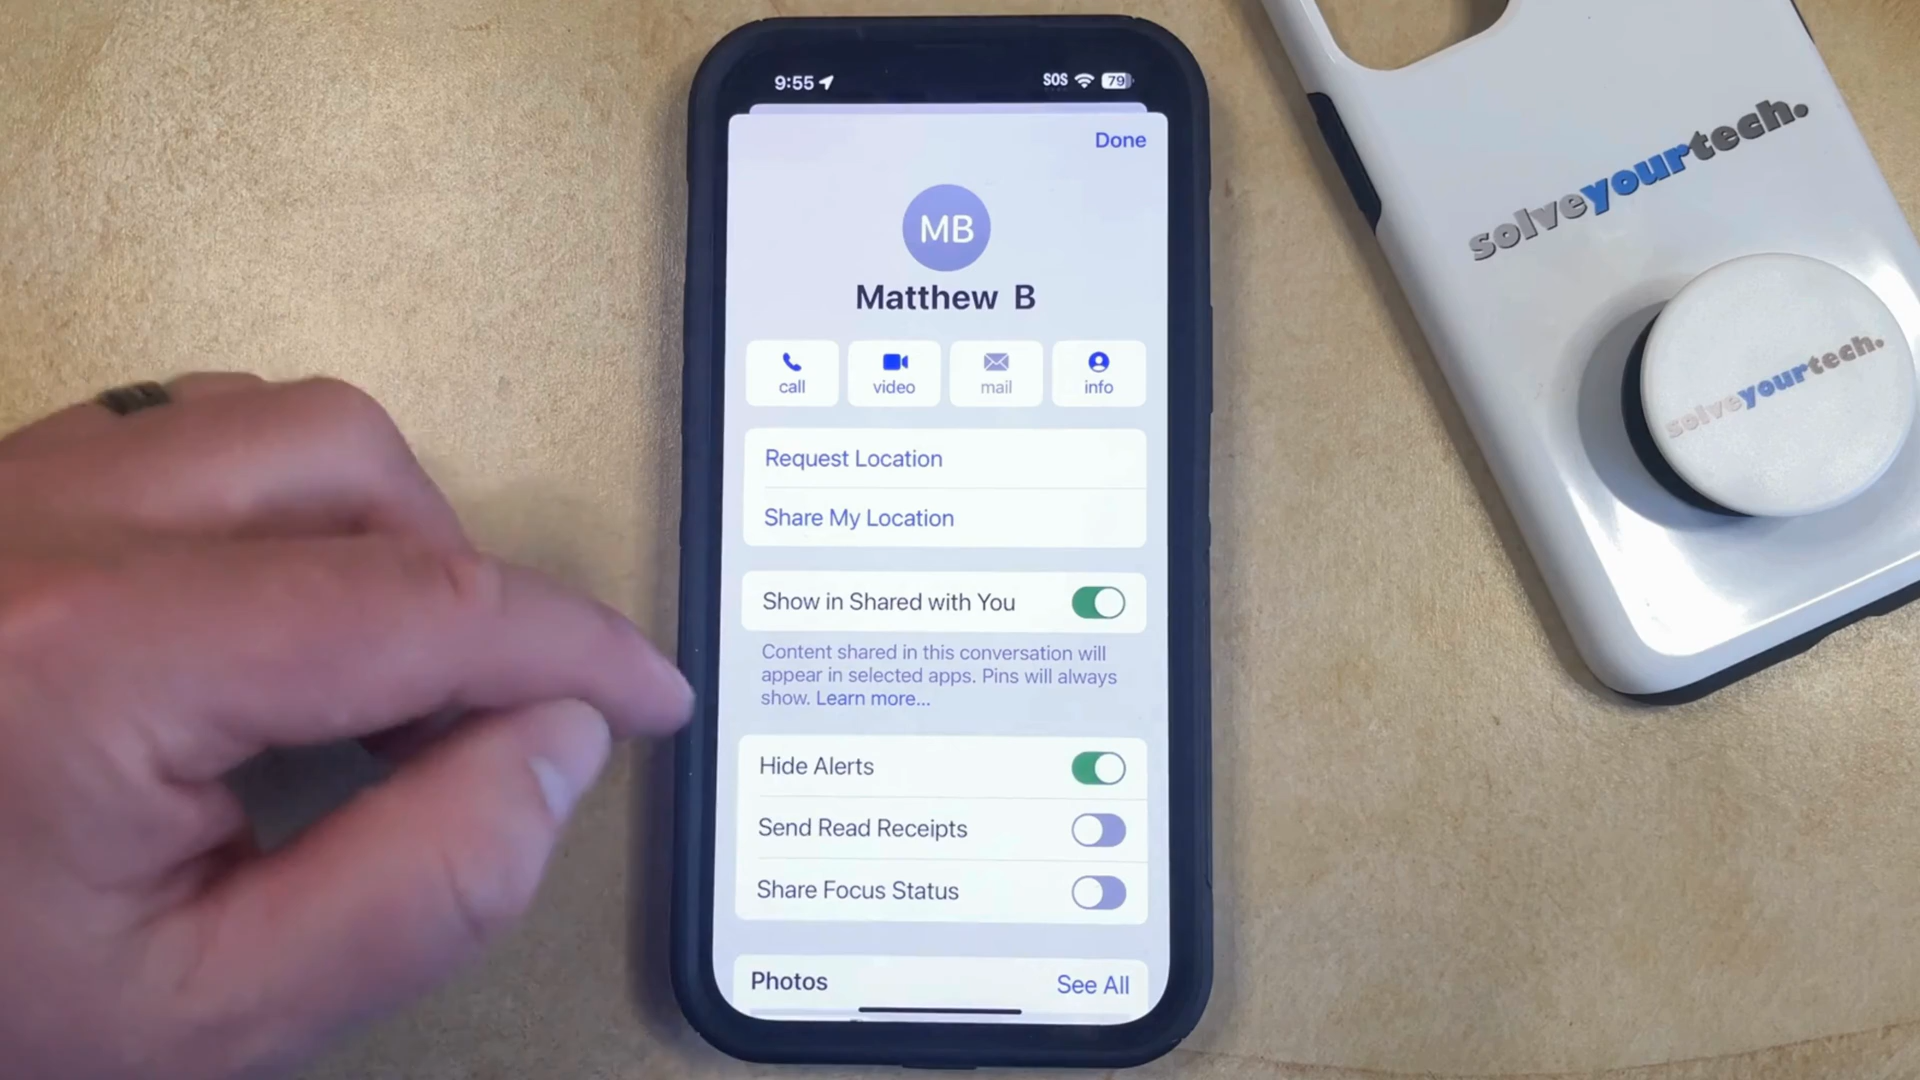 9:55
SOS
79
Done
MB
Matthew B
call
video
mail
info
Request Location
Share My Location
Show in Shared with You
Content shared in this conversation will
appear in selected apps. Pins will always
show. Learn more...
Hide Alerts
Send Read Receipts
Share Focus Status
Photos
See All
solveyourtech.
solveyourtech.